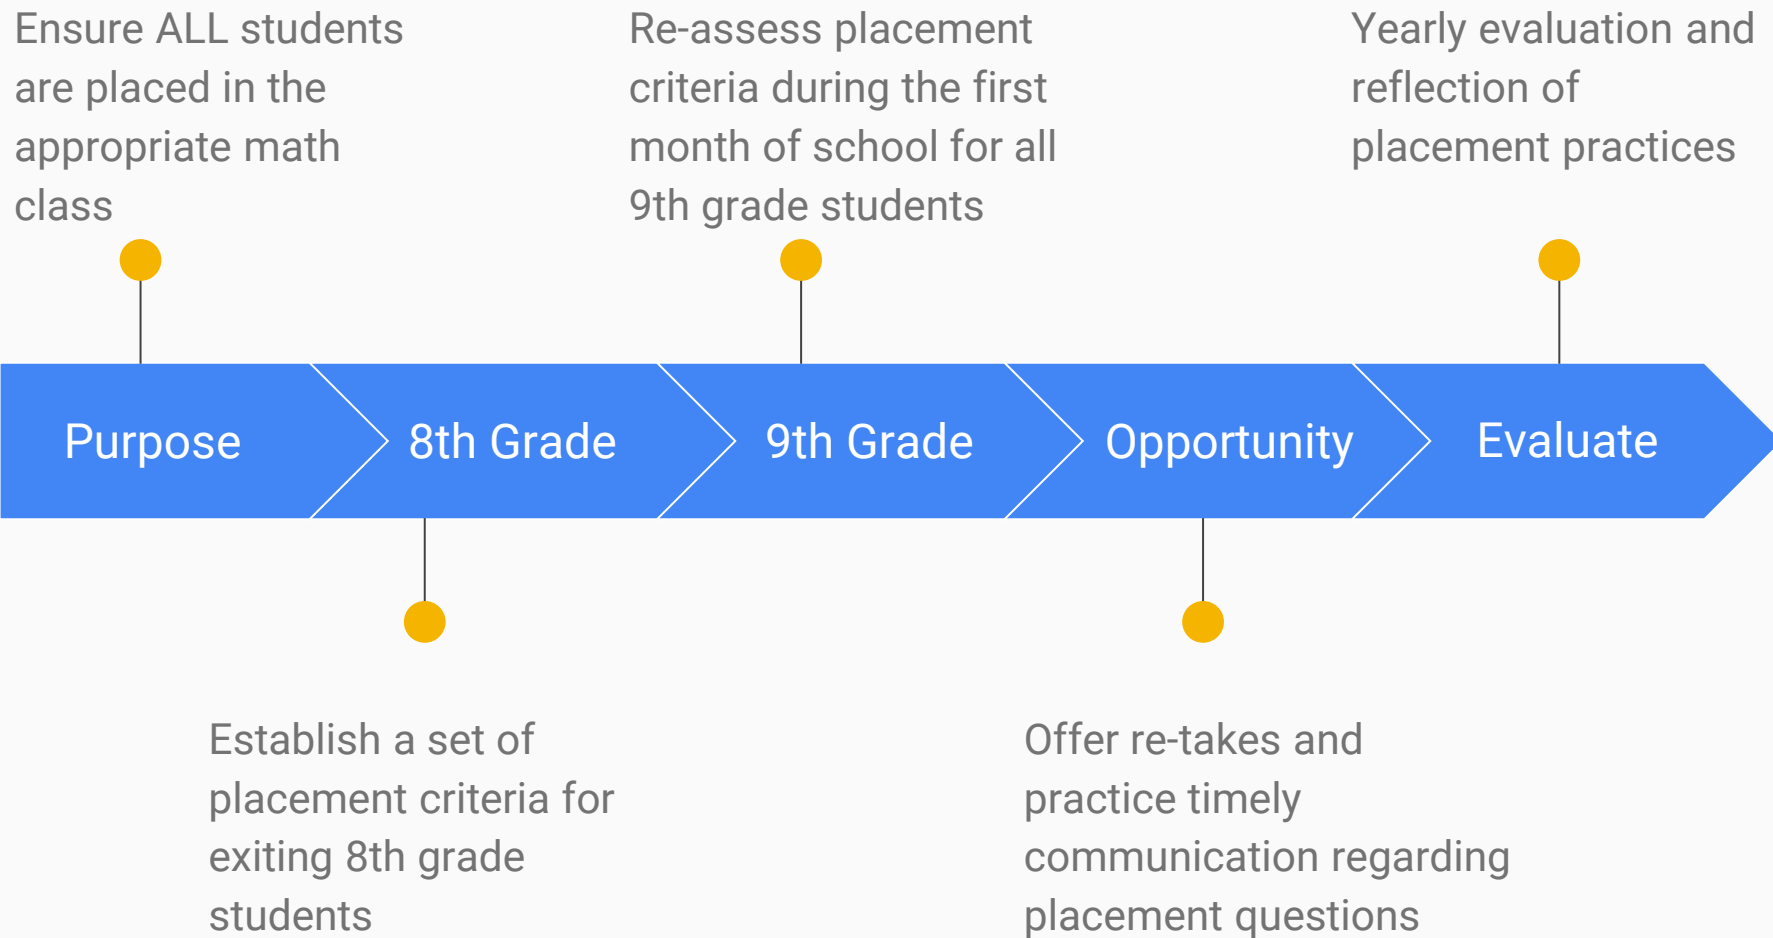 Ensure ALL students
are placed in the
appropriate math
class
Re-assess placement
criteria during the first
month of school for all
9th grade students
Yearly evaluation and
reflection of
placement practices
Purpose
8th Grade
9th Grade
Opportunity
Evaluate
Establish a set of
placement criteria for
exiting 8th grade
students
Offer re-takes and
practice timely
communication regarding
placement questions